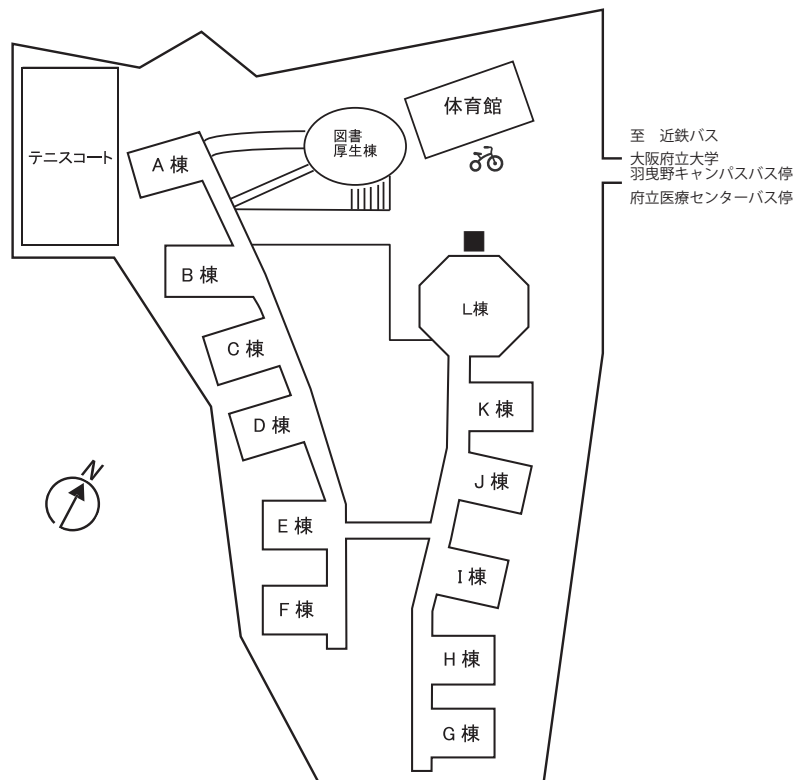 体育館
図書
厚生棟
至　近鉄バス
大阪府立大学
羽曳野キャンパスバス停
府立医療センターバス停
テニスコート
A 棟
B 棟
L棟
C 棟
K 棟
D 棟
J 棟
N
E 棟
I 棟
F 棟
H 棟
G 棟